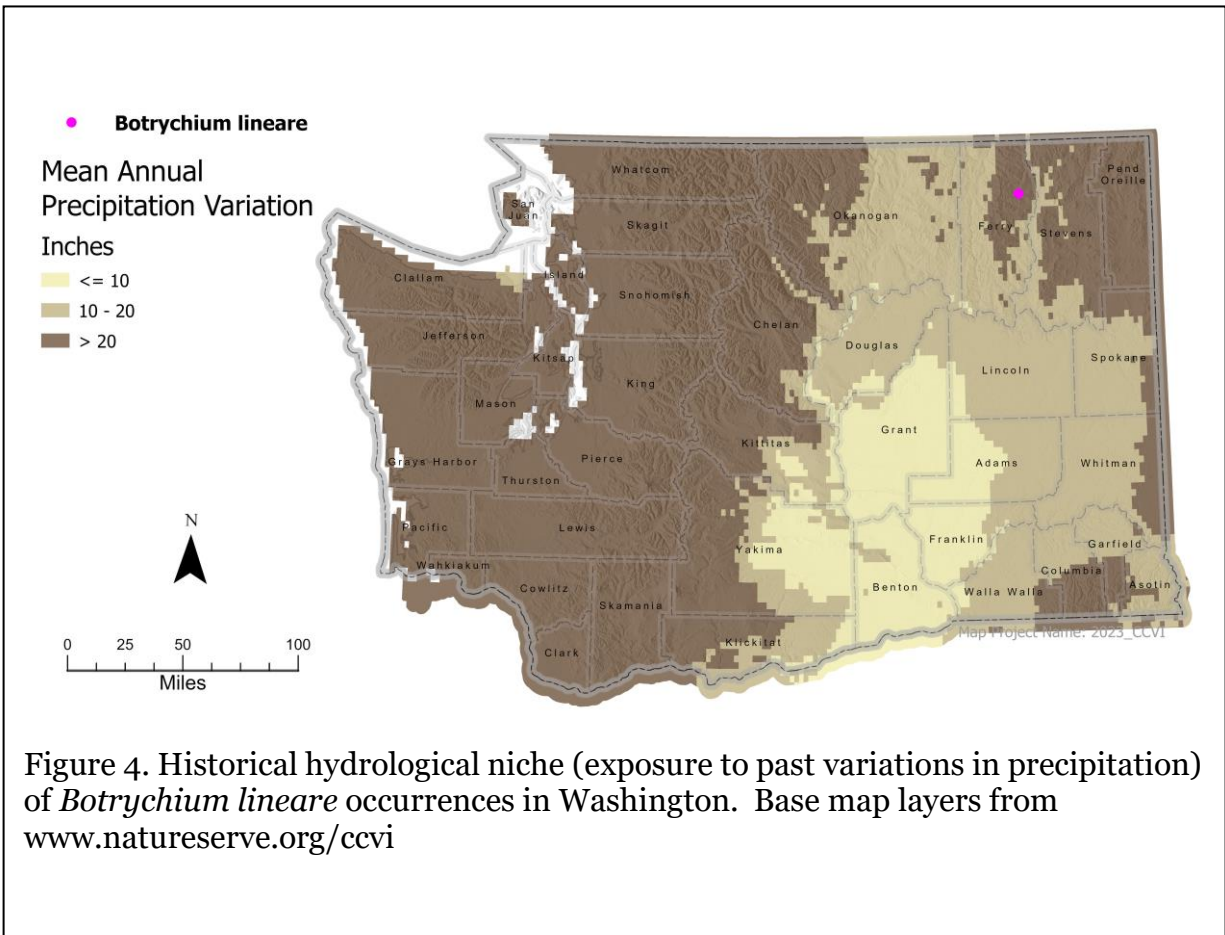 Botrychium lineare
Mean Annual
Precipitation Variation
Inches
<= 10
10 - 20
> 20
Whatcom
Pend
Oreille
San
Juan
Okanogan
Skagit
Ferry
Stevens
Clallam
Island
Snohomish
Chelan
Jefferson
Douglas
Kitsap
Spokane
Lincoln
King
Mason
Grant
Kittitas
Grays Harbor
Pierce
Adams
Whitman
Thurston
N
Pacific
Lewis
Franklin
Yakima
Garfield
Wahkiakum
Columbia
Cowlitz
Benton
Walla Walla
Asotin
Skamania
Map Project Name: 2023_CCVI
Klickitat
Clark
0 25 50 100
Miles
Figure 4. Historical hydrological niche (exposure to past variations in precipitation)
of Botrychium lineare occurrences in Washington.  Base map layers from
www.natureserve.org/ccvi